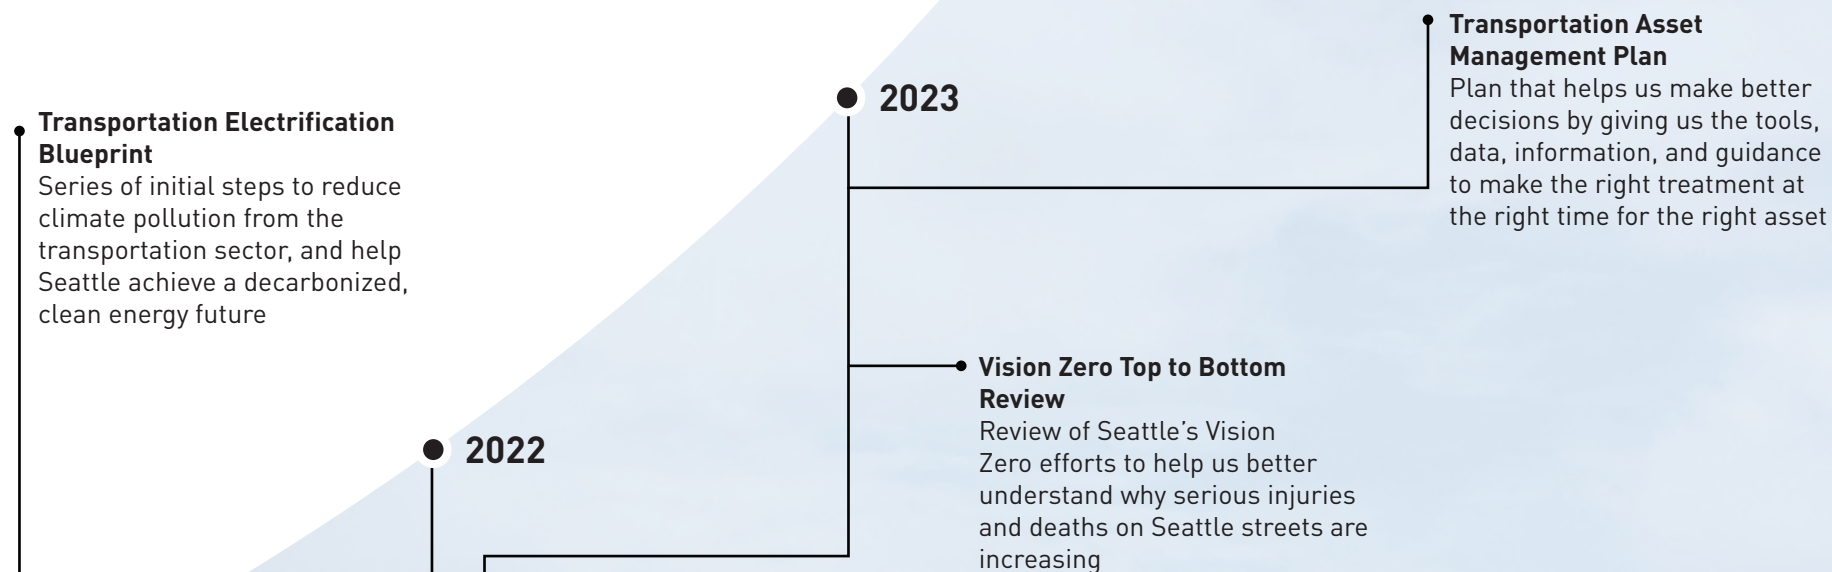 Transportation Electrification
Blueprint
Series of initial steps to reduce
climate pollution from the
transportation sector, and help
Seattle achieve a decarbonized,
clean energy future
2022
2023
Transportation Asset
Management Plan
Plan that helps us make better
decisions by giving us the tools,
data, information, and guidance
to make the right treatment at
the right time for the right asset
Vision Zero Top to Bottom
Review
Review of Seattle’s Vision
Zero efforts to help us better
understand why serious injuries
and deaths on Seattle streets are
increasing